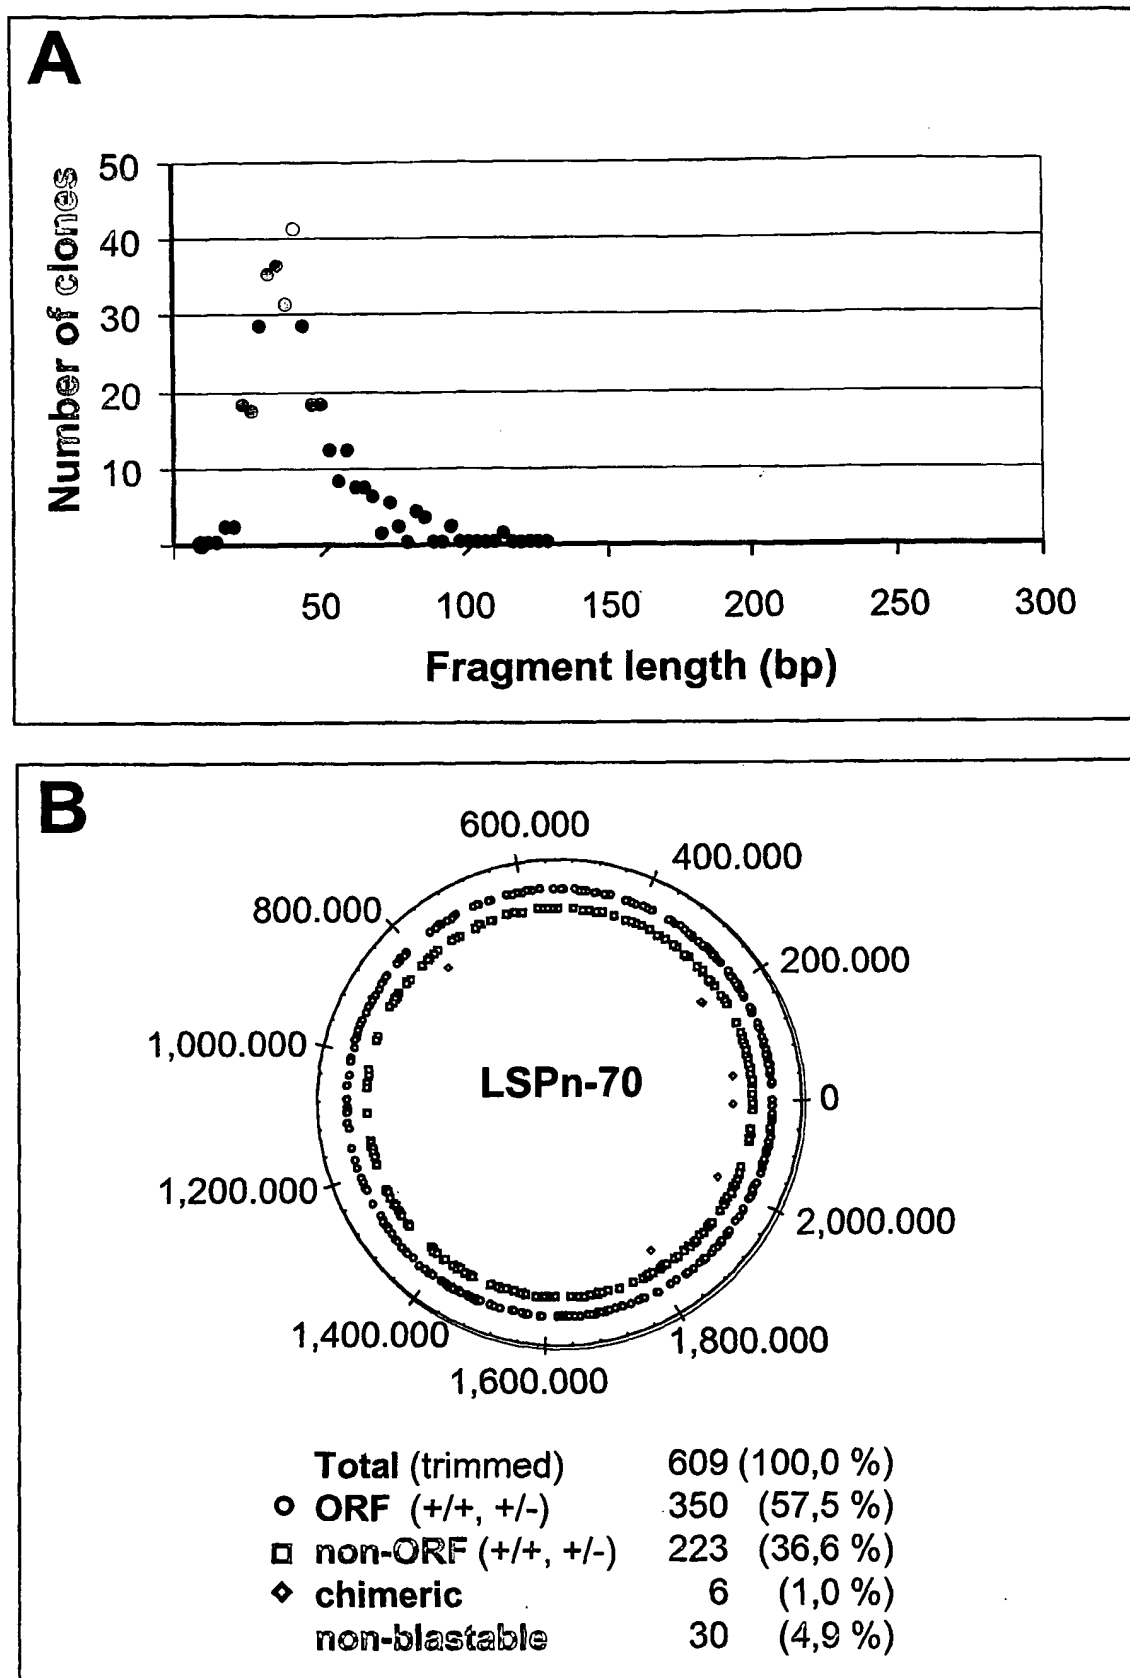 A
Number of clones
50
40
30
20
10
50 100 150 200 250 300
Fragment length (bp)
B
600.000
400.000
800.000
200.000
1,000.000
LSPn-70
0
1,200.000
2,000.000
1,400.000
1,800.000
1,600.000
Total (trimmed) 609 (100,0 %)
ORF (+/+, +/-) 350 (57,5 %)
non-ORF (+/+, +/-) 223 (36,6 %)
chimeric 6 (1,0 %)
non-blastable 30 (4,9 %)